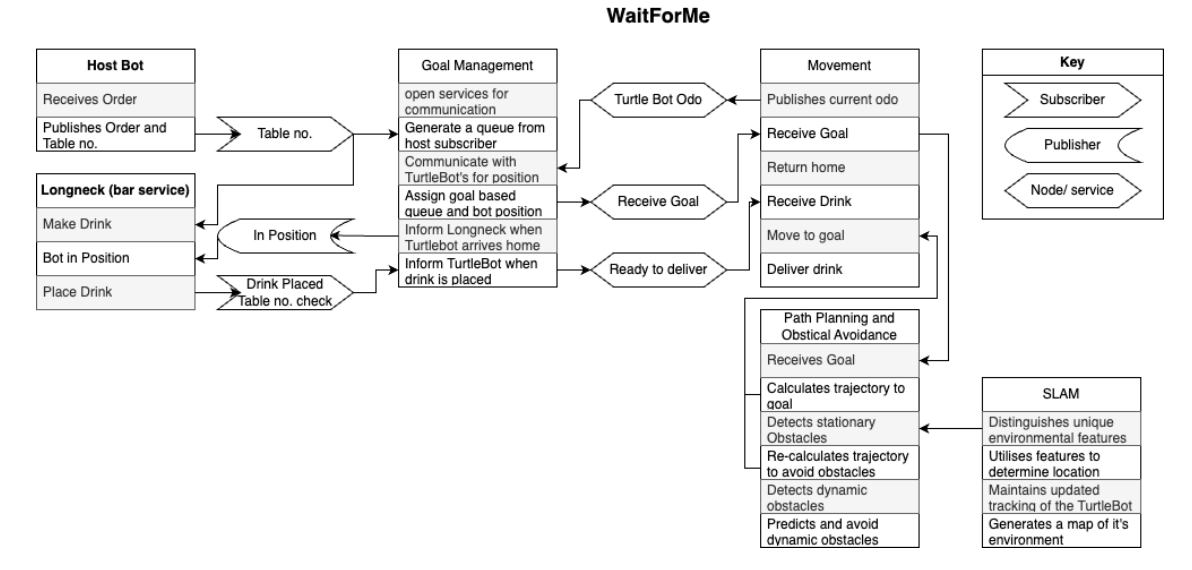 WaitForMe
Host Bot
Receives Order
Publishes Order and
Table no.
Table no.
Longneck (bar service)
Make Drink
Bot in Position
Place Drink
In Position
Drink Placed
Table no. check
Goal Management
open services for
communication
Generate a queue from
host subscriber
Communicate with
TurtleBot's for position
Assign goal based
queue and bot position
Inform Longneck when
Turtlebot arrives home
Inform TurtleBot when
drink is placed
Turtle Bot Odo
Receive Goal
Ready to deliver
Movement
Publishes current odo
Receive Goal
Return home
Receive Drink
Move to goal
Deliver drink
Path Planning and
Obstical Avoidance
Receives Goal
Calculates trajectory to
goal
Detects stationary
Obstacles
Re-calculates trajectory
to avoid obstacles
Detects dynamic
obstacles
Predicts and avoid
dynamic obstacles
Key
Subscriber
Publisher
Node/ service
SLAM
Distinguishes unique
environmental features
Utilises features to
determine location
Maintains updated
tracking of the TurtleBot
Generates a map of it's
environment